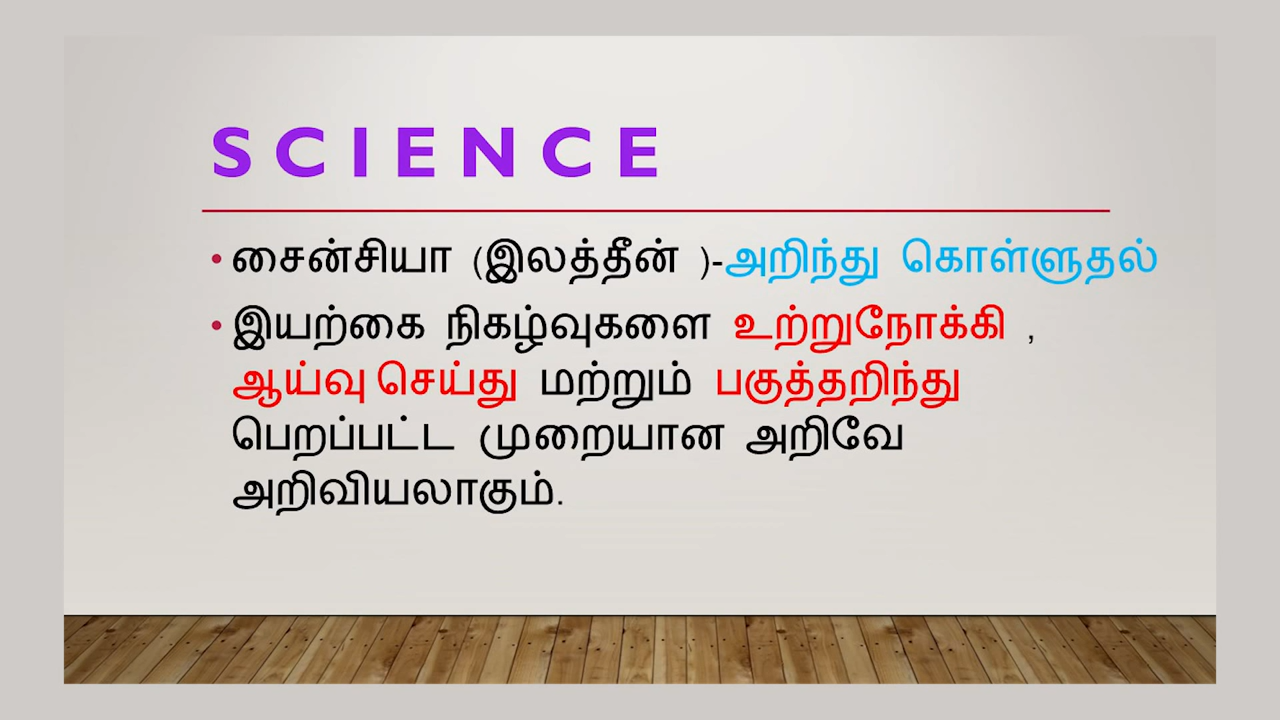 SCIENCE
•சைன்சியா (இலத்தீன் )-அறிந்து கொள்ளுதல்
•இயற்கை நிகழ்வுகளை உற்றுநோக்கி ,
ஆய்வு செய்து மற்றும் பகுத்தறிந்து
பெறப்பட்ட முறையான அறிவே
அறிவியலாகும்.